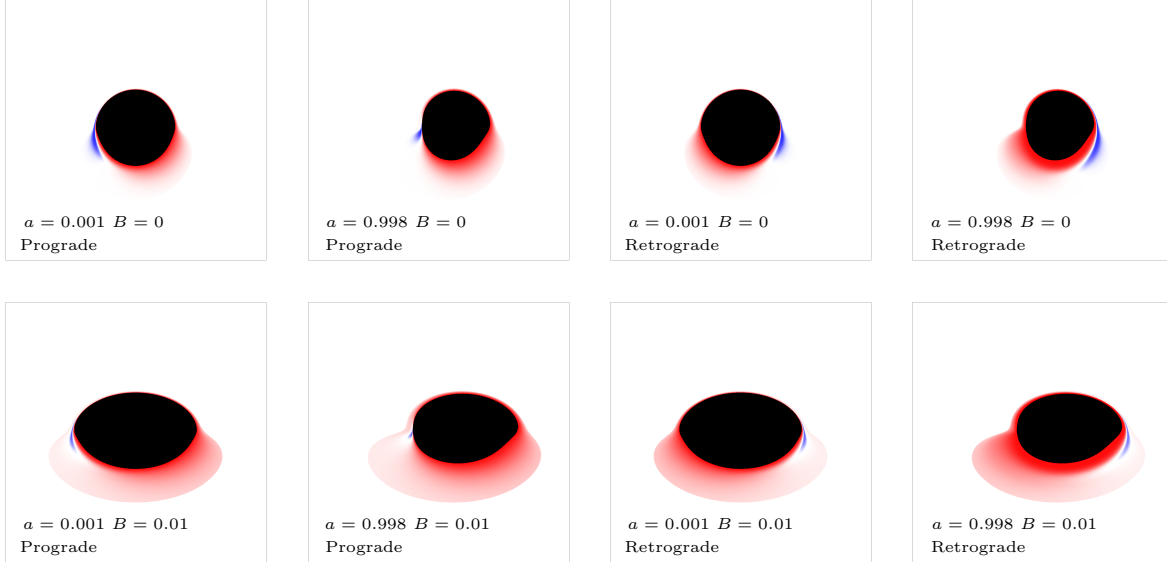 a = 0.001 B = 0
Prograde
a = 0.998 B = 0
Prograde
a = 0.001 B = 0
Retrograde
a = 0.998 B = 0
Retrograde
a = 0.001 B = 0.01
Prograde
a = 0.998 B = 0.01
Prograde
a = 0.001 B = 0.01
Retrograde
a = 0.998 B = 0.01
Retrograde